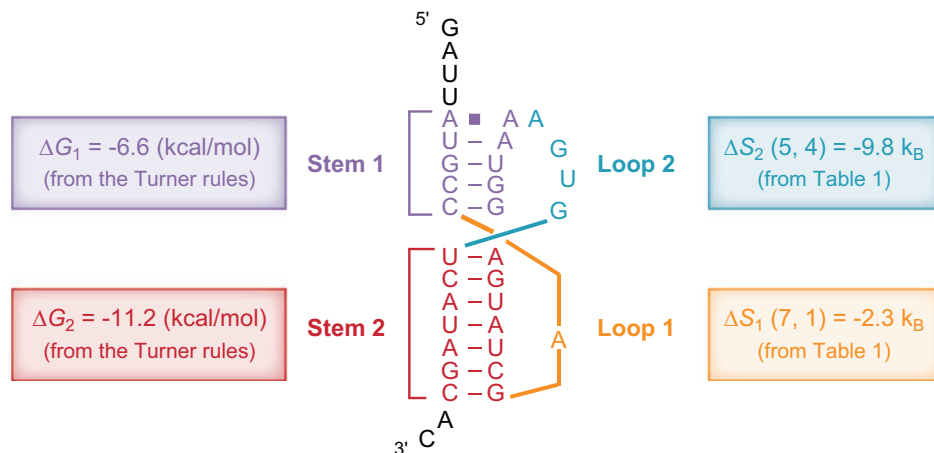 5'
G
A
U
U
A A A
U A
G
G – U
C – G
U
C – G
G
ΔG1 = -6.6 (kcal/mol)
(from the Turner rules)
Stem 1
Loop 2
ΔS2 (5, 4) = -9.8 kB
(from Table 1)
U – A
C – G
A – U
U – A
A – U
G – C
C – G
A
C
3'
ΔG2 = -11.2 (kcal/mol)
(from the Turner rules)
Stem 2
A
Loop 1
ΔS1 (7, 1) = -2.3 kB
(from Table 1)